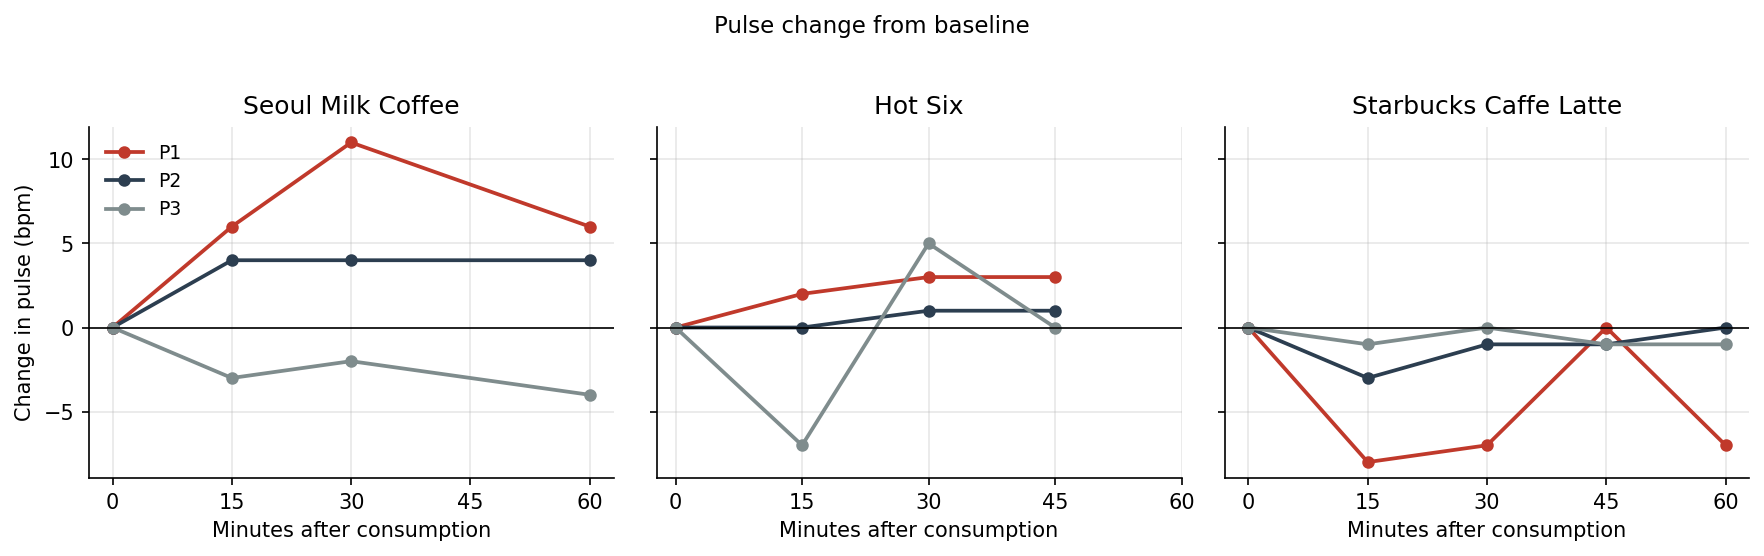 Pulse change from baseline
Seoul Milk Coffee
Hot Six
Starbucks Caffe Latte
P1
P2
P3
Change in pulse (bpm)
10
5
0
−5
0 15 30 45 60
0 15 30 45 60
0 15 30 45 60
Minutes after consumption
Minutes after consumption
Minutes after consumption